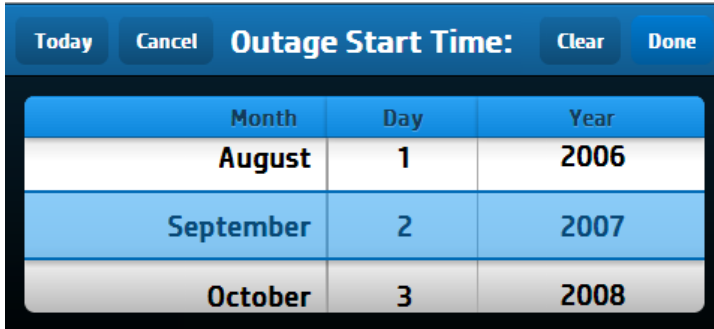 Today Cancel Outage Start Time: Clear Done
Month Day Year
August 1 2006
September 2 2007
October 3 2008